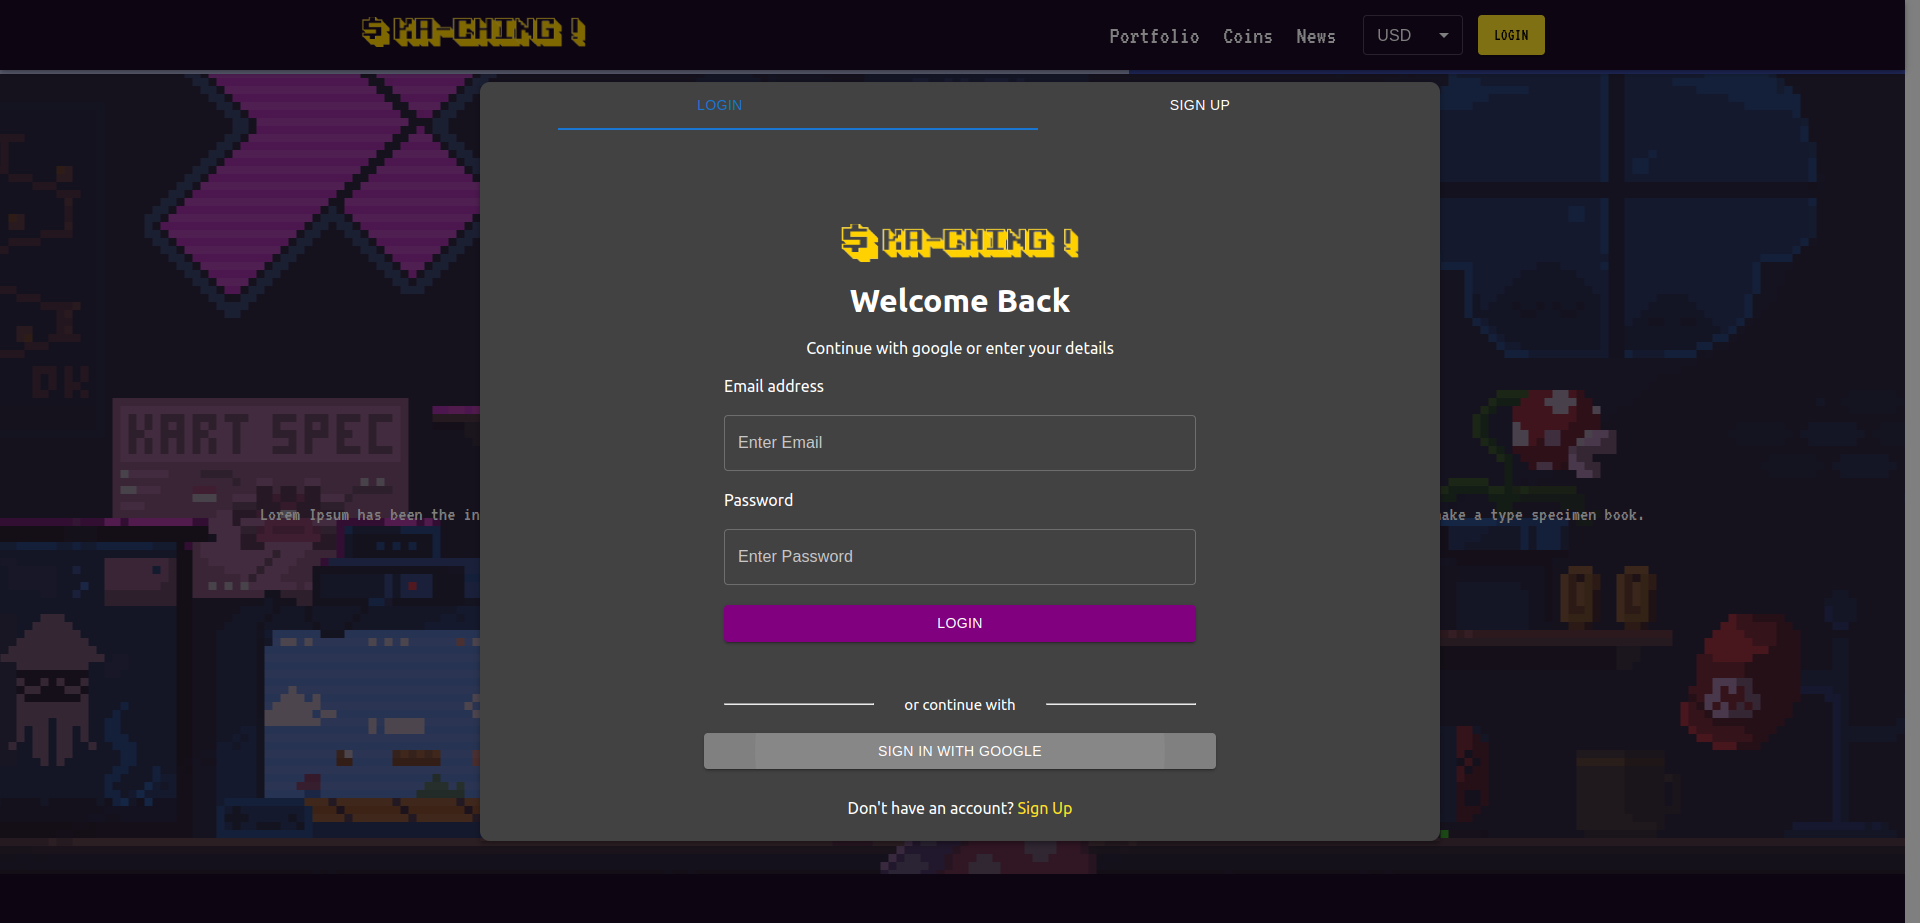 $ KA-CHING !
Portfolio Coins News USD LOGIN
LOGIN SIGN UP
$ KA-CHING !
Welcome Back
Continue with google or enter your details
Email address
Enter Email
KART SPEC
DK
Password
Lorem Ipsum has been the in
ake a type specimen book.
Enter Password
LOGIN
or continue with
SIGN IN WITH GOOGLE
Don't have an account? Sign Up